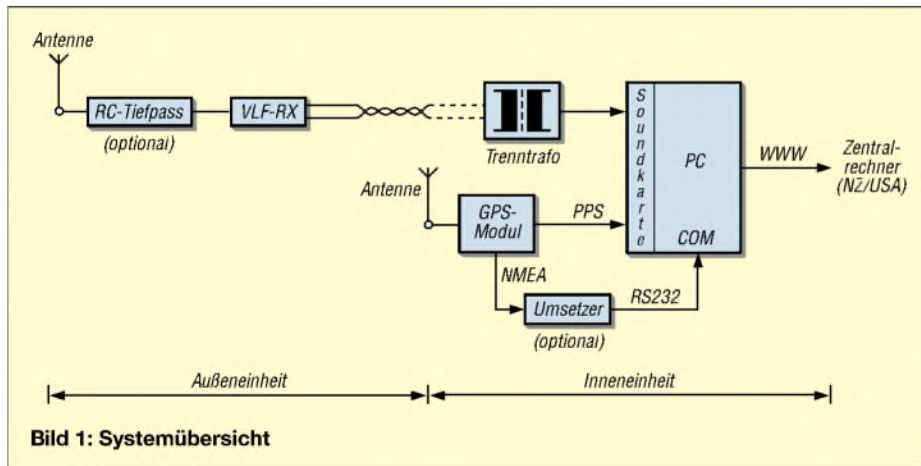 Antenne
RC-Tiefpass
(optional)
VLF-RX
Trenntrafo
Soundkarte
PC
COM
WWW
Zentral-
rechner
(NZ/USA)
Antenne
GPS-
Modul
PPS
NMEA
Umsetzer
(optional)
RS232
Außeneinheit
Inneneinheit
Bild 1: Systemübersicht